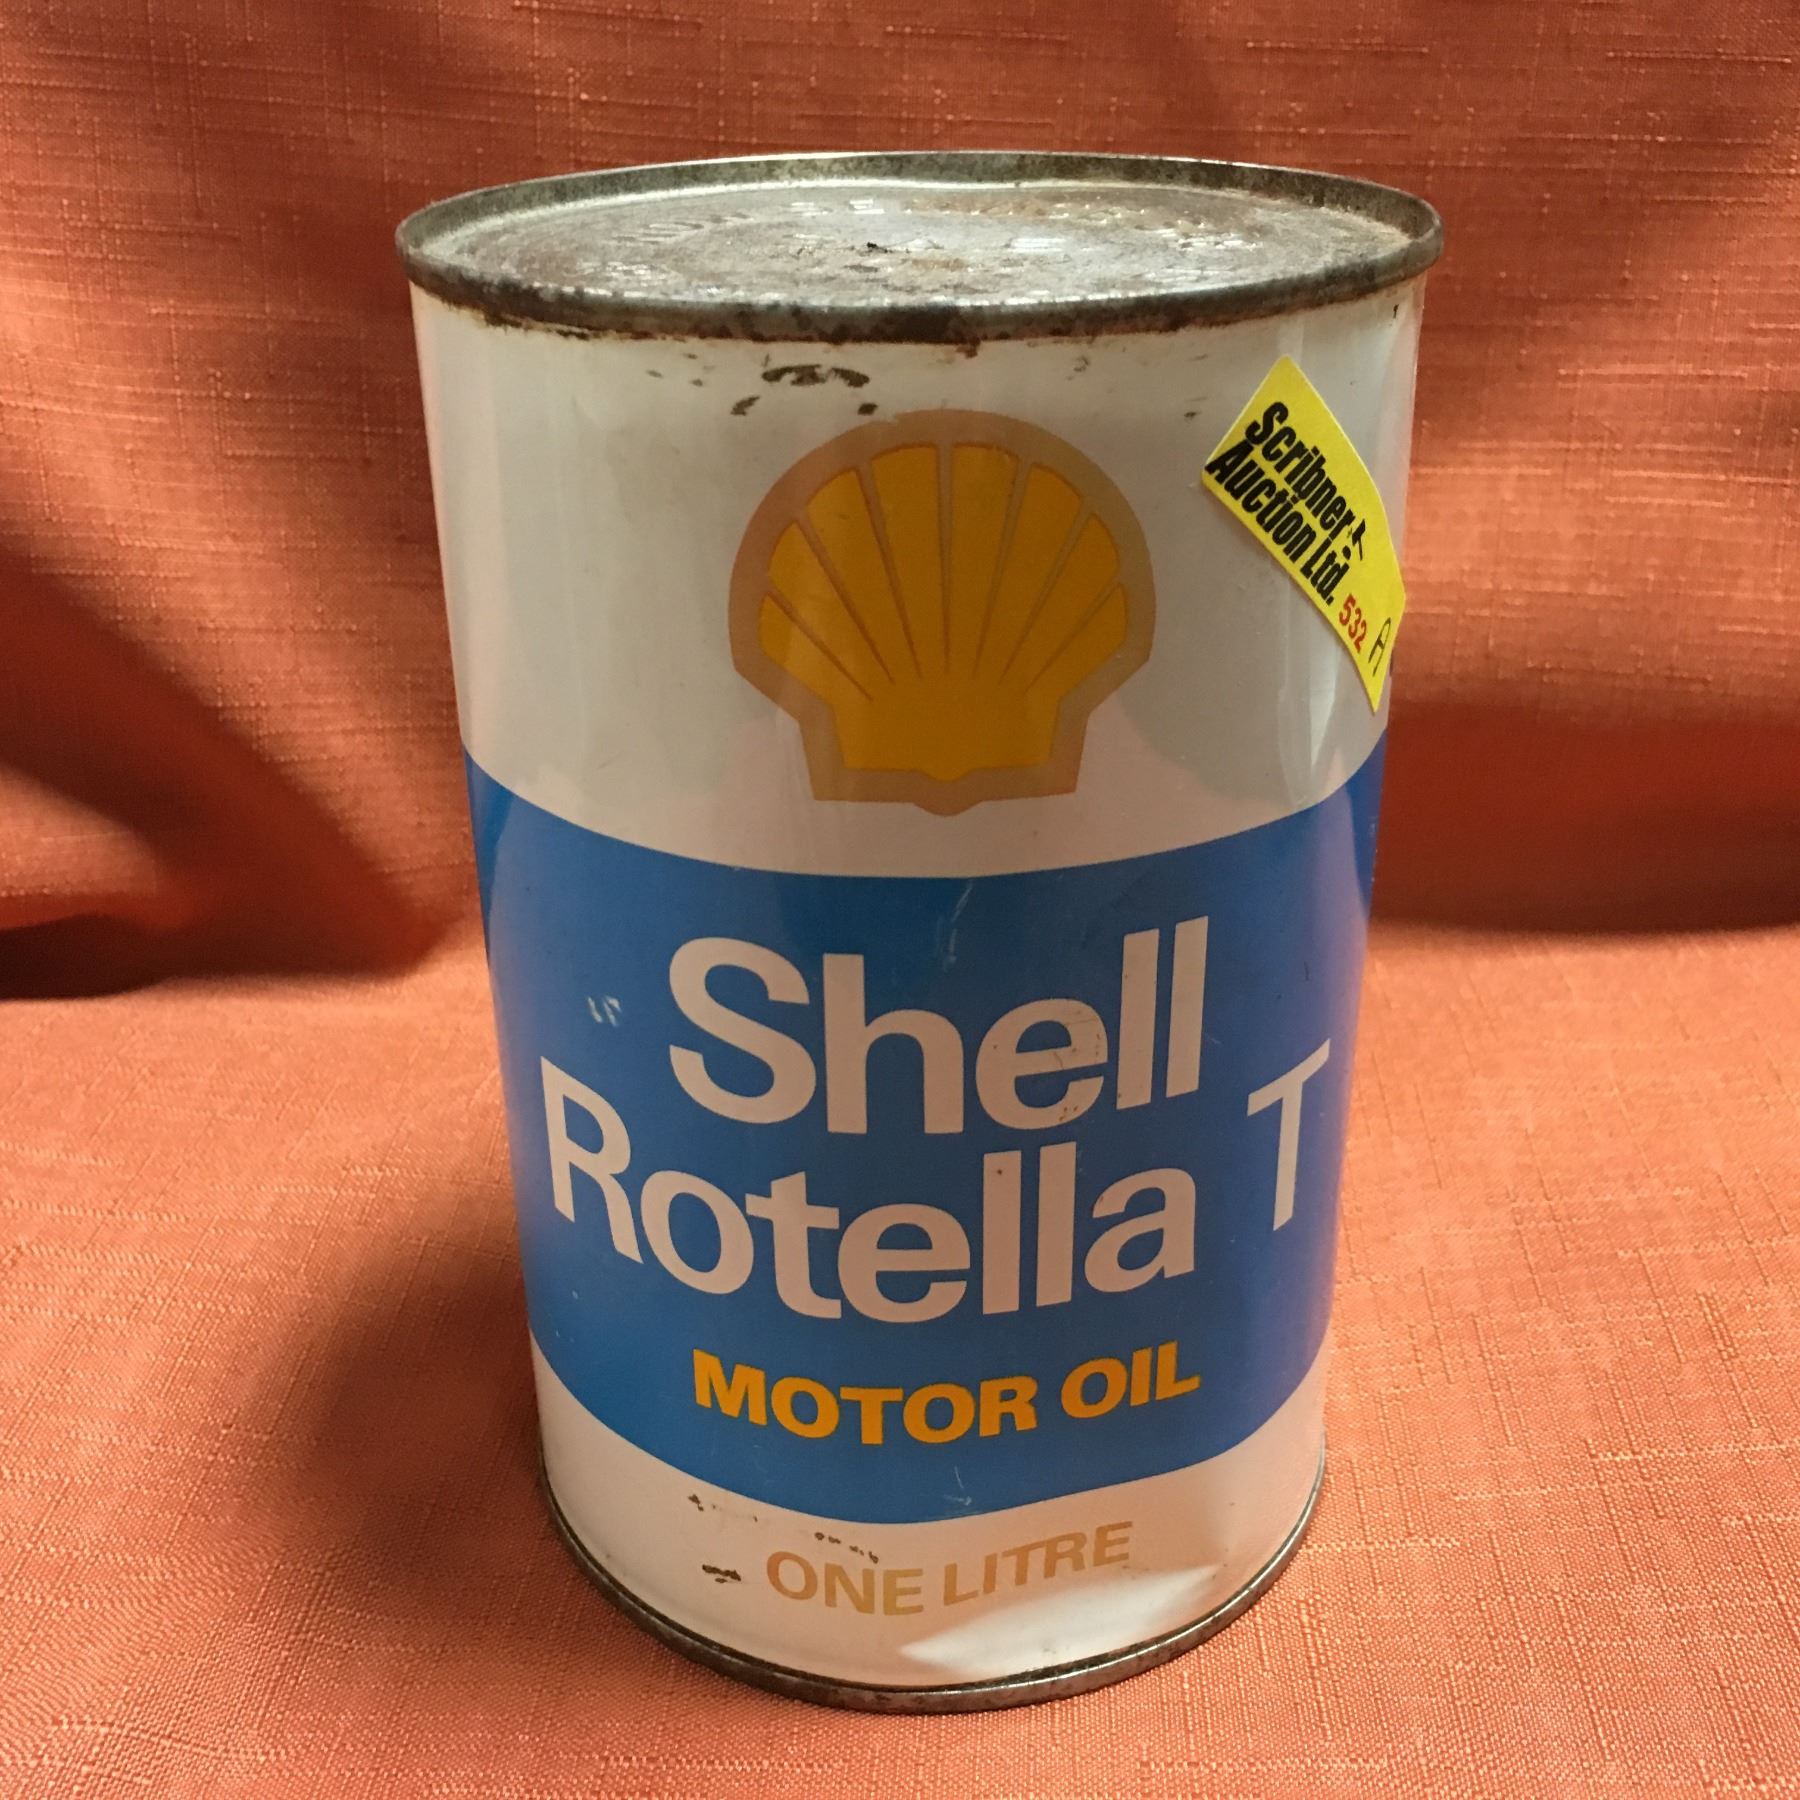 Scribner
Auction Ltd.
532 A
Shell
Rotella T
MOTOR OIL
ONE LITRE